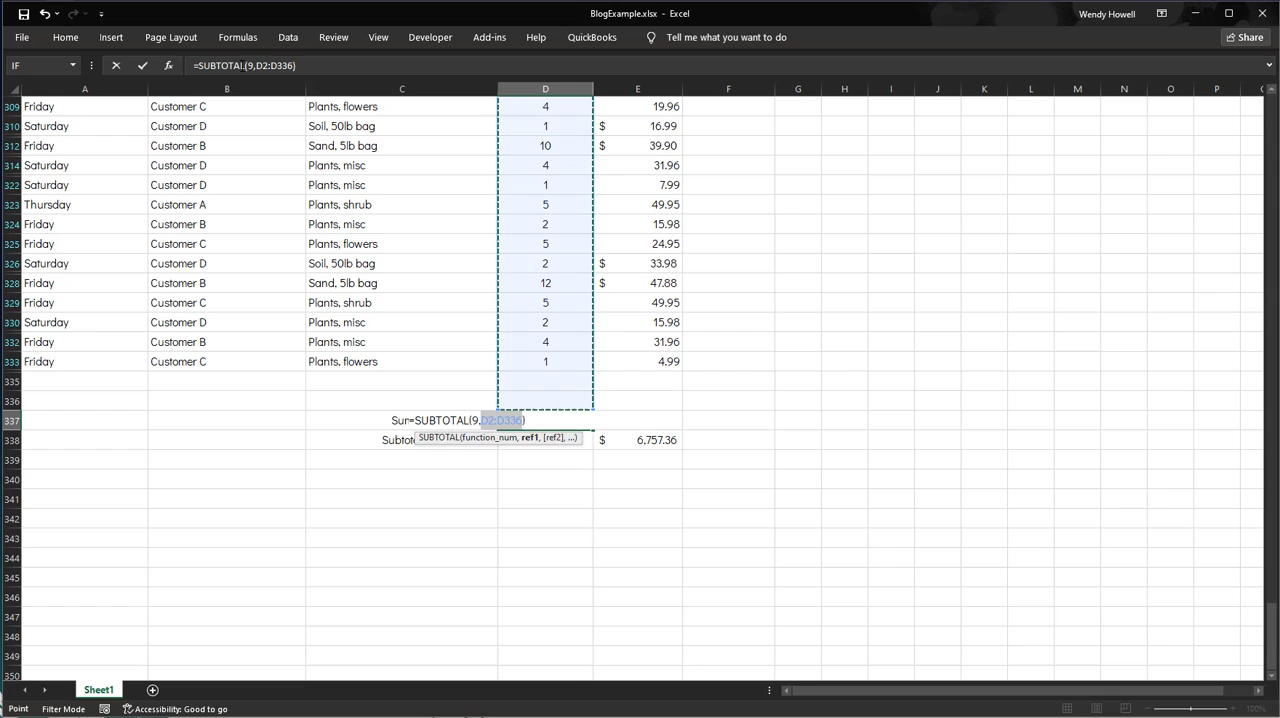 BlogExample.xlsx - Excel
Wendy Howell
File Home Insert Page Layout Formulas Data Review View Developer Add-ins Help QuickBooks Tell me what you want to do Share
IF fx =SUBTOTAL(9,D2:D336)
A B C D E F G H I J K L M N O P
309 Friday Customer C Plants, flowers 4 19.96
310 Saturday Customer D Soil, 50lb bag 1 $ 16.99
312 Friday Customer B Sand, 5lb bag 10 $ 39.90
314 Saturday Customer D Plants, misc 4 31.96
322 Saturday Customer D Plants, misc 1 7.99
323 Thursday Customer A Plants, shrub 5 49.95
324 Friday Customer B Plants, misc 2 15.98
325 Friday Customer C Plants, flowers 5 24.95
326 Saturday Customer D Soil, 50lb bag 2 $ 33.98
328 Friday Customer B Sand, 5lb bag 12 $ 47.88
329 Friday Customer C Plants, shrub 5 49.95
330 Saturday Customer D Plants, misc 2 15.98
332 Friday Customer B Plants, misc 4 31.96
333 Friday Customer C Plants, flowers 1 4.99
335
336
337 Sur=SUBTOTAL(9,D2:D336)
SUBTOTAL(function_num, ref1, [ref2], ...)
338 Subtot $ 6,757.36
339
340
341
342
343
344
345
346
347
348
349
350
Sheet1
Point Filter Mode Accessibility: Good to go 100%